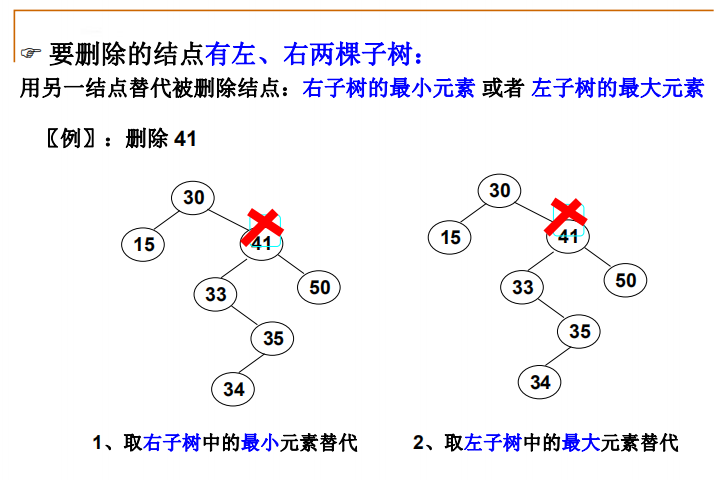 ☞ 要删除的结点有左、右两棵子树：
用另一结点替代被删除结点：右子树的最小元素 或者 左子树的最大元素
〖例〗：删除 41
30
15
41
33
50
35
34
30
15
41
33
50
35
34
1、取右子树中的最小元素替代
2、取左子树中的最大元素替代